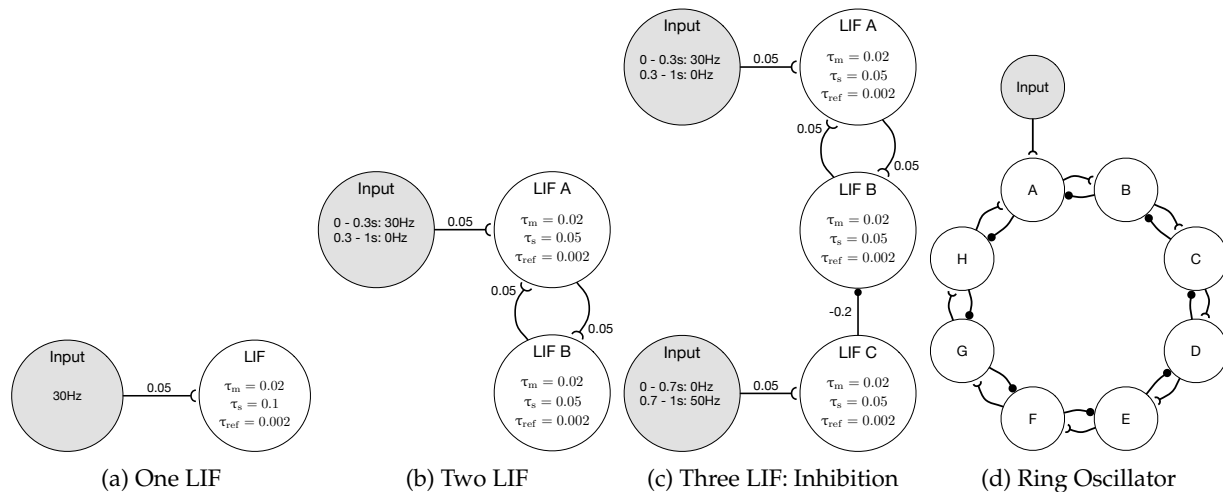 Input
30Hz
0.05
LIF
τm = 0.02
τs = 0.1
τref = 0.002
(a) One LIF
Input
0 - 0.3s: 30Hz
0.3 - 1s: 0Hz
0.05
LIF A
τm = 0.02
τs = 0.05
τref = 0.002
0.05
0.05
LIF B
τm = 0.02
τs = 0.05
τref = 0.002
(b) Two LIF
Input
0 - 0.3s: 30Hz
0.3 - 1s: 0Hz
0.05
LIF A
τm = 0.02
τs = 0.05
τref = 0.002
0.05
0.05
LIF B
τm = 0.02
τs = 0.05
τref = 0.002
-0.2
Input
0 - 0.7s: 0Hz
0.7 - 1s: 50Hz
0.05
LIF C
τm = 0.02
τs = 0.05
τref = 0.002
(c) Three LIF: Inhibition
Input
A
B
H
C
G
D
F
E
(d) Ring Oscillator